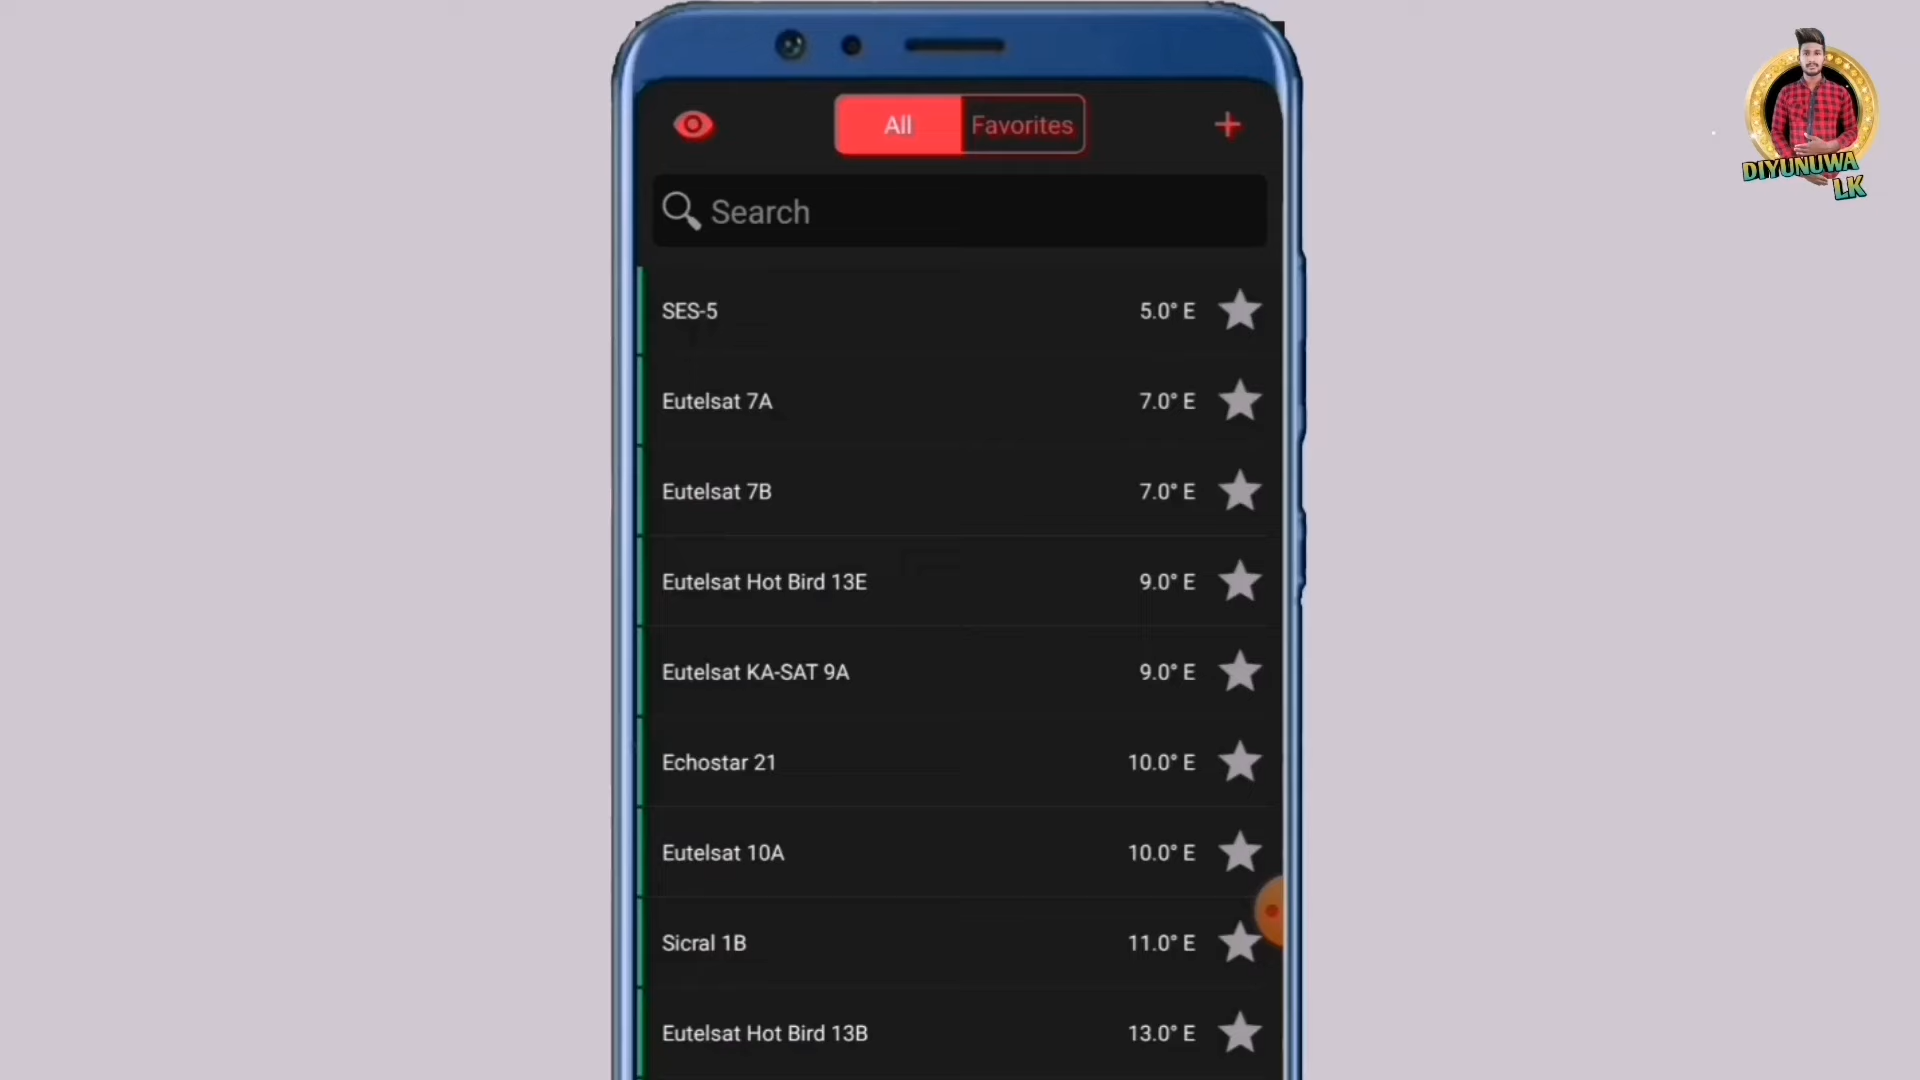 All Favorites
Search
SES-5 5.0° E
Eutelsat 7A 7.0° E
Eutelsat 7B 7.0° E
Eutelsat Hot Bird 13E 9.0° E
Eutelsat KA-SAT 9A 9.0° E
Echostar 21 10.0° E
Eutelsat 10A 10.0° E
Sicral 1B 11.0° E
Eutelsat Hot Bird 13B 13.0° E
DIYUNUWA
LK